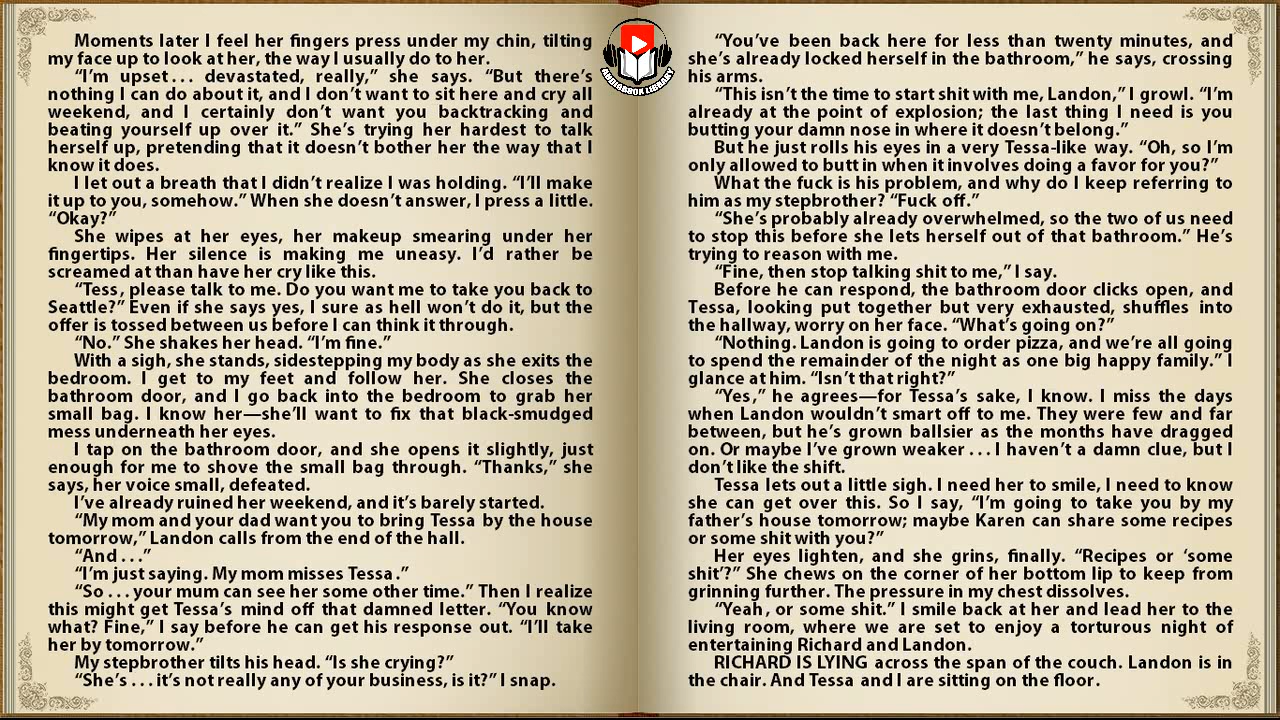 Moments later I feel her fingers press under my chin, tilting
my face up to look at her, the way I usually do to her.
“I’m upset . . . devastated, really,” she says. “But there’s
nothing I can do about it, and I don’t want to sit here and cry all
weekend, and I certainly don’t want you backtracking and
beating yourself up over it.” She’s trying her hardest to talk
herself up, pretending that it doesn’t bother her the way that I
know it does.
I let out a breath that I didn’t realize I was holding. “I’ll make
it up to you, somehow.” When she doesn’t answer, I press a little.
“Okay?”
She wipes at her eyes, her makeup smearing under her
fingertips. Her silence is making me uneasy. I’d rather be
screamed at than have her cry like this.
“Tess, please talk to me. Do you want me to take you back to
Seattle?” Even if she says yes, I sure as hell won’t do it, but the
offer is tossed between us before I can think it through.
“No.” She shakes her head. “I’m fine.”
With a sigh, she stands, sidestepping my body as she exits the
bedroom. I get to my feet and follow her. She closes the
bathroom door, and I go back into the bedroom to grab her
small bag. I know her—she’ll want to fix that black-smudged
mess underneath her eyes.
I tap on the bathroom door, and she opens it slightly, just
enough for me to shove the small bag through. “Thanks,” she
says, her voice small, defeated.
I’ve already ruined her weekend, and it’s barely started.
“My mom and your dad want you to bring Tessa by the house
tomorrow,” Landon calls from the end of the hall.
“And . . .”
“I’m just saying. My mom misses Tessa .”
“So . . . your mum can see her some other time.” Then I realize
this might get Tessa’s mind off that damned letter. “You know
what? Fine,” I say before he can get his response out. “I’ll take
her by tomorrow.”
My stepbrother tilts his head. “Is she crying?”
“She’s . . . it’s not really any of your business, is it?” I snap.
AUDIOBOOK LIBRARY
“You’ve been back here for less than twenty minutes, and
she’s already locked herself in the bathroom,” he says, crossing
his arms.
“This isn’t the time to start shit with me, Landon,” I growl. “I’m
already at the point of explosion; the last thing I need is you
butting your damn nose in where it doesn’t belong.”
But he just rolls his eyes in a very Tessa-like way. “Oh, so I’m
only allowed to butt in when it involves doing a favor for you?”
What the fuck is his problem, and why do I keep referring to
him as my stepbrother? “Fuck off.”
“She’s probably already overwhelmed, so the two of us need
to stop this before she lets herself out of that bathroom.” He’s
trying to reason with me.
“Fine, then stop talking shit to me,” I say.
Before he can respond, the bathroom door clicks open, and
Tessa, looking put together but very exhausted, shuffles into
the hallway, worry on her face. “What’s going on?”
“Nothing. Landon is going to order pizza, and we’re all going
to spend the remainder of the night as one big happy family.” I
glance at him. “Isn’t that right?”
“Yes,” he agrees—for Tessa’s sake, I know. I miss the days
when Landon wouldn’t smart off to me. They were few and far
between, but he’s grown ballsier as the months have dragged
on. Or maybe I’ve grown weaker . . . I haven’t a damn clue, but I
don’t like the shift.
Tessa lets out a little sigh. I need her to smile, I need to know
she can get over this. So I say, “I’m going to take you by my
father’s house tomorrow; maybe Karen can share some recipes
or some shit with you?”
Her eyes lighten, and she grins, finally. “Recipes or ‘some
shit’?” She chews on the corner of her bottom lip to keep from
grinning further. The pressure in my chest dissolves.
“Yeah, or some shit.” I smile back at her and lead her to the
living room, where we are set to enjoy a torturous night of
entertaining Richard and Landon.
RICHARD IS LYING across the span of the couch. Landon is in
the chair. And Tessa and I are sitting on the floor.